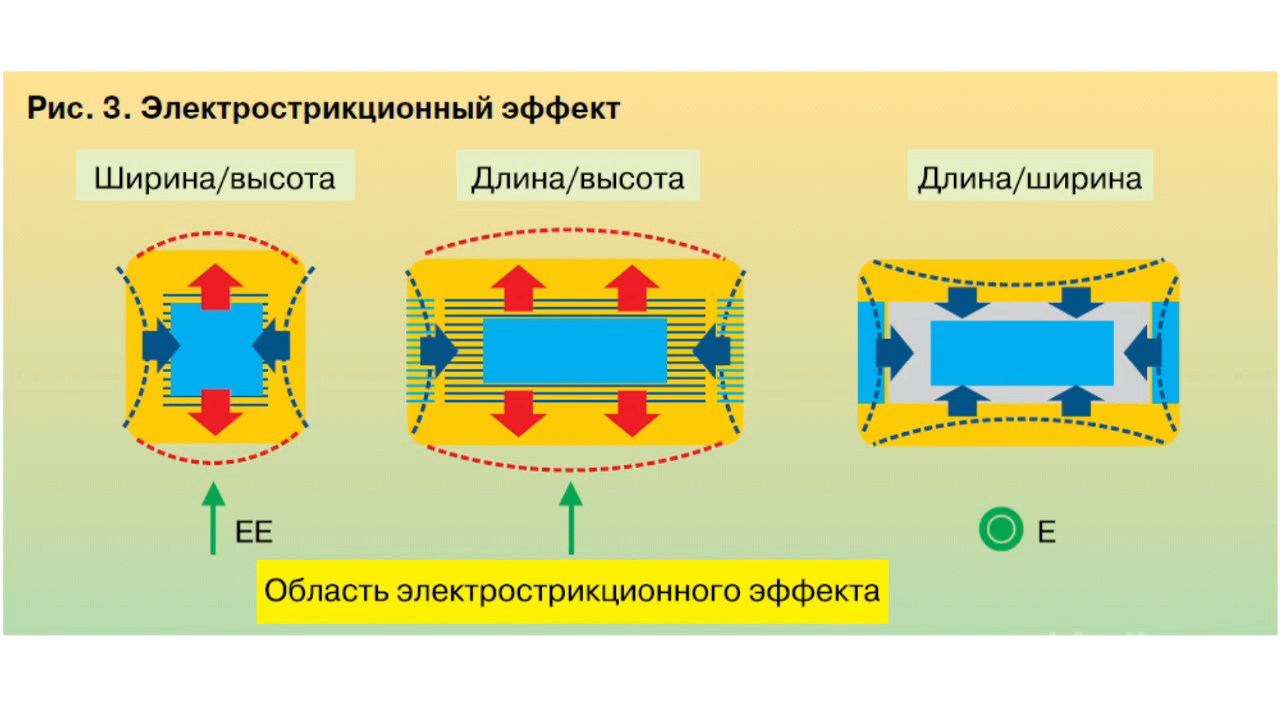 Рис. 3. Электрострикционный эффект
Ширина/высота
Длина/высота
Длина/ширина
EE
E
Область электрострикционного эффекта